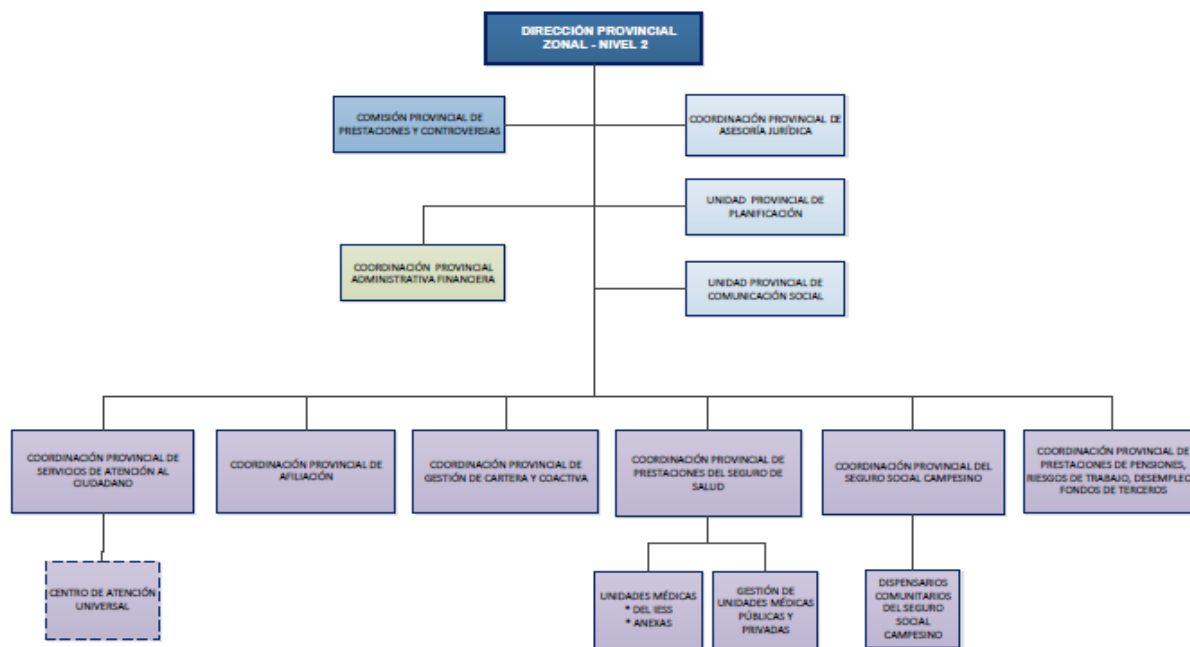 DIRECCIÓN PROVINCIAL
ZONAL - NIVEL 2
COMISIÓN PROVINCIAL DE
PRESTACIONES Y CONTROVERSIAS
COORDINACIÓN PROVINCIAL DE
ASESORÍA JURÍDICA
UNIDAD PROVINCIAL DE
PLANIFICACIÓN
COORDINACIÓN PROVINCIAL
ADMINISTRATIVA FINANCIERA
UNIDAD PROVINCIAL DE
COMUNICACIÓN SOCIAL
COORDINACIÓN PROVINCIAL DE
SERVICIOS DE ATENCIÓN AL
CIUDADANO
COORDINACIÓN PROVINCIAL DE
AFILIACIÓN
COORDINACIÓN PROVINCIAL DE
GESTIÓN DE CARTERA Y COACTIVA
COORDINACIÓN PROVINCIAL DE
PRESTACIONES DEL SEGURO DE
SALUD
COORDINACIÓN PROVINCIAL DEL
SEGURO SOCIAL CAMPESINO
COORDINACIÓN PROVINCIAL DE
PRESTACIONES DE PENSIONES,
RIESGOS DE TRABAJO, DESEMPLEO,
FONDOS DE TERCEROS
CENTRO DE ATENCIÓN
UNIVERSAL
UNIDADES MÉDICAS
* DEL IESS
* ANEXAS
GESTIÓN DE
UNIDADES MÉDICAS
PÚBLICAS Y
PRIVADAS
DISPENSARIOS
COMUNITARIOS
DEL SEGURO
SOCIAL
CAMPESINO